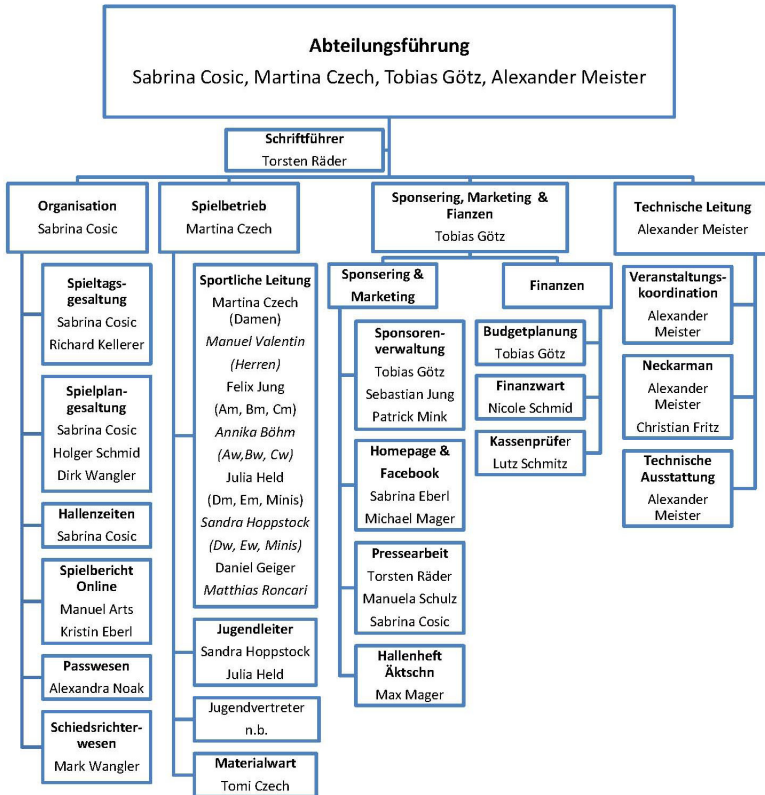 Abteilungsführung
Sabrina Cosic, Martina Czech, Tobias Götz, Alexander Meister
Schriftführer
Torsten Räder
Organisation
Sabrina Cosic
Spieltags-
gesaltung
Sabrina Cosic
Richard Kellerer
Spielplan-
gesaltung
Sabrina Cosic
Holger Schmid
Dirk Wangler
Hallenzeiten
Sabrina Cosic
Spielbericht
Online
Manuel Arts
Kristin Eberl
Passwesen
Alexandra Noak
Schiedsrichter-
wesen
Mark Wangler
Spielbetrieb
Martina Czech
Sportliche Leitung
Martina Czech
(Damen)
Manuel Valentin
(Herren)
Felix Jung
(Am, Bm, Cm)
Annika Böhm
(Aw,Bw, Cw)
Julia Held
(Dm, Em, Minis)
Sandra Hoppstock
(Dw, Ew, Minis)
Daniel Geiger
Matthias Roncari
Jugendleiter
Sandra Hoppstock
Julia Held
Jugendvertreter
n.b.
Materialwart
Tomi Czech
Sponsering, Marketing &
Fianzen
Tobias Götz
Sponsering &
Marketing
Sponsoren-
verwaltung
Tobias Götz
Sebastian Jung
Patrick Mink
Homepage &
Facebook
Sabrina Eberl
Michael Mager
Pressearbeit
Torsten Räder
Manuela Schulz
Sabrina Cosic
Hallenheft
Äktschn
Max Mager
Finanzen
Budgetplanung
Tobias Götz
Finanzwart
Nicole Schmid
Kassenprüfer
Lutz Schmitz
Technische Leitung
Alexander Meister
Veranstaltungs-
koordination
Alexander
Meister
Neckarman
Alexander
Meister
Christian Fritz
Technische
Ausstattung
Alexander
Meister